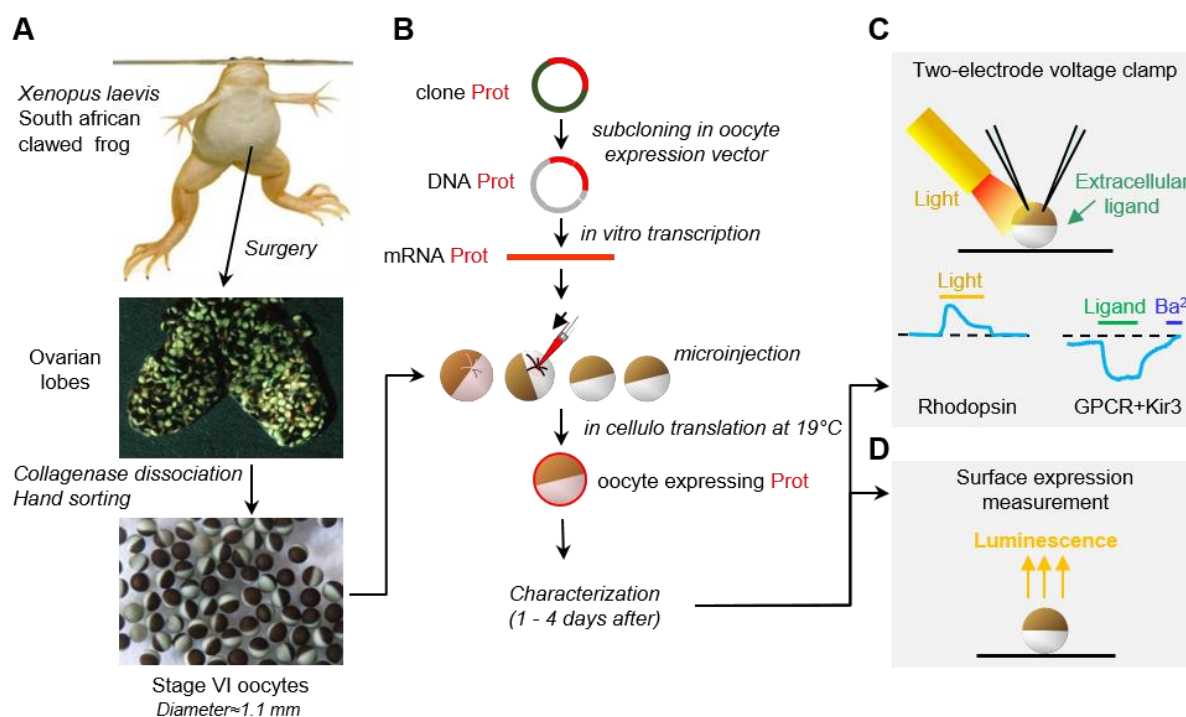 A
Xenopus laevis
South african
clawed frog
Surgery
Ovarian
lobes
Collagenase dissociation
Hand sorting
Stage VI oocytes
Diameter≈1.1 mm
B
clone Prot
subcloning in oocyte
expression vector
DNA Prot
in vitro transcription
mRNA Prot
microinjection
in cellulo translation at 19°C
oocyte expressing Prot
Characterization
(1 - 4 days after)
C
Two-electrode voltage clamp
Light
Extracellular
ligand
Light
Ligand
Ba²
Rhodopsin
GPCR+Kir3
D
Surface expression
measurement
Luminescence